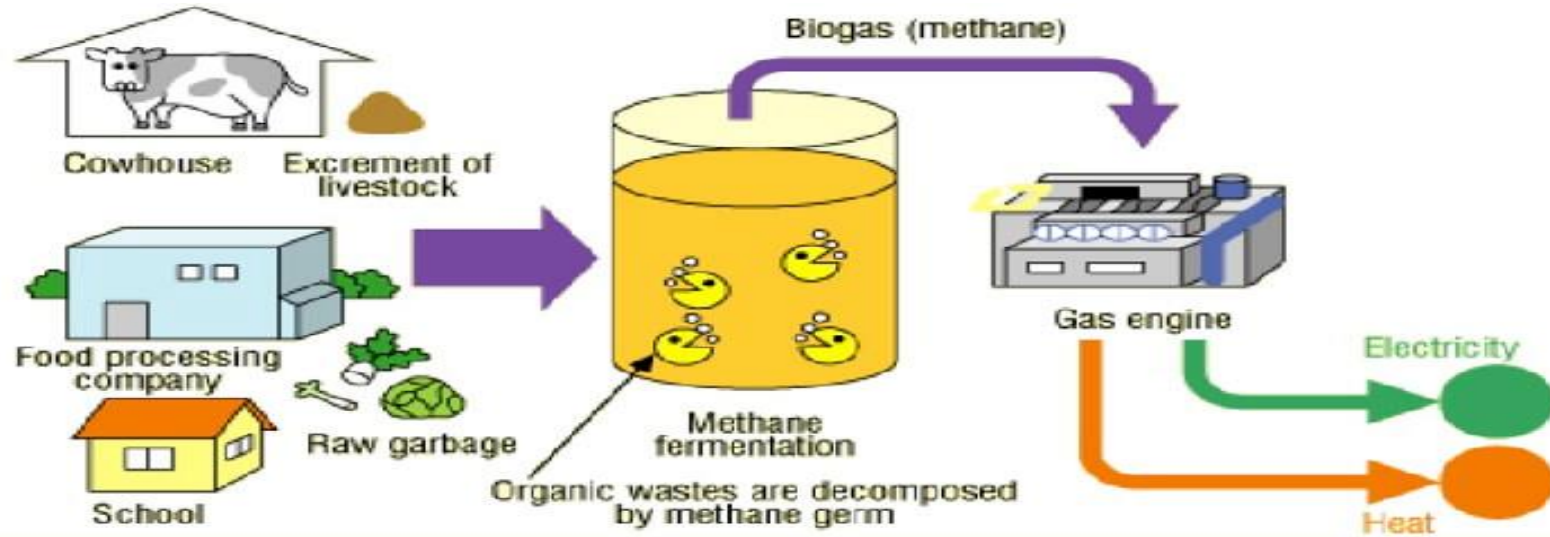 Biogas (methane)
Cowhouse
Excrement of
livestock
Food processing
company
Raw garbage
School
Methane
fermentation
Organic wastes are decomposed
by methane germ
Gas engine
Electricity
Heat